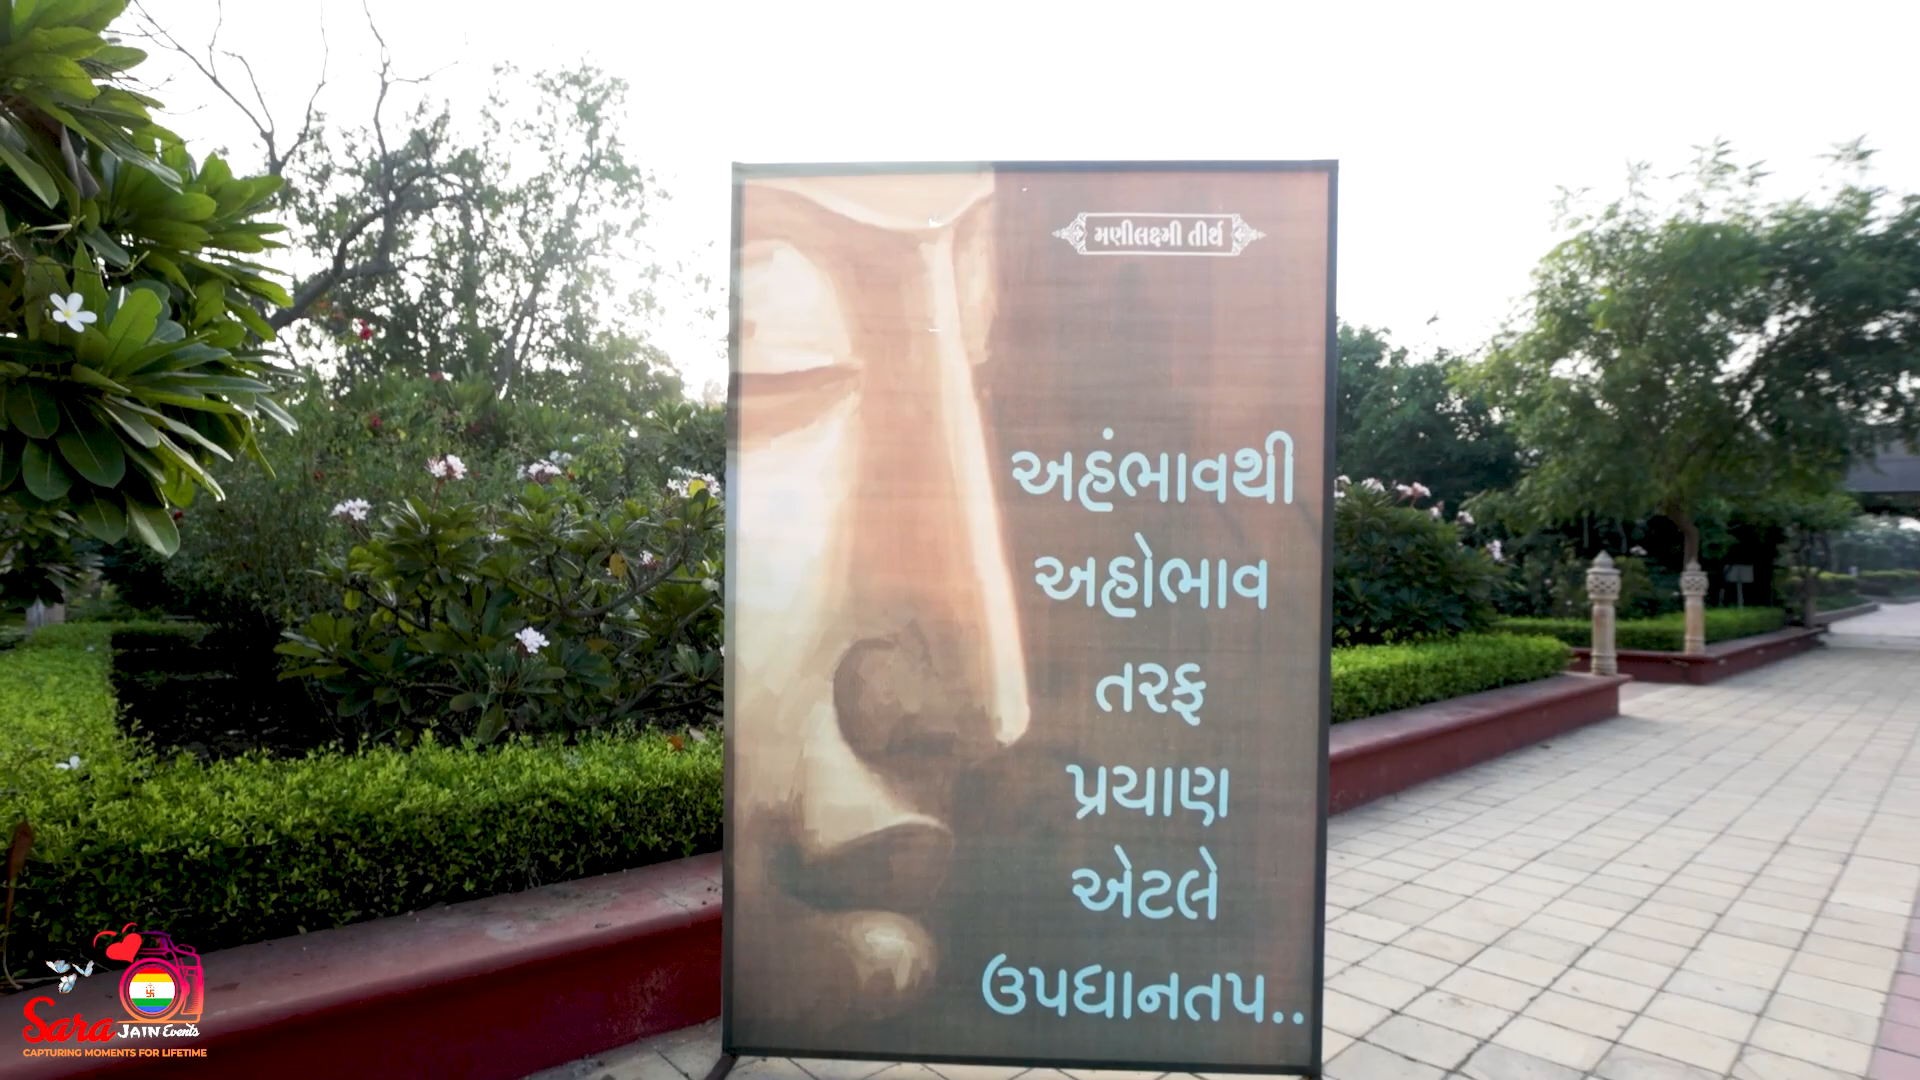 મણીલક્ષ્મી તીર્થ
અહંભાવથી
અહોભાવ
તરફ
પ્રયાણ
એટલે
ઉપધાનતપ..
Sara JAIN Events
CAPTURING MOMENTS FOR LIFETIME